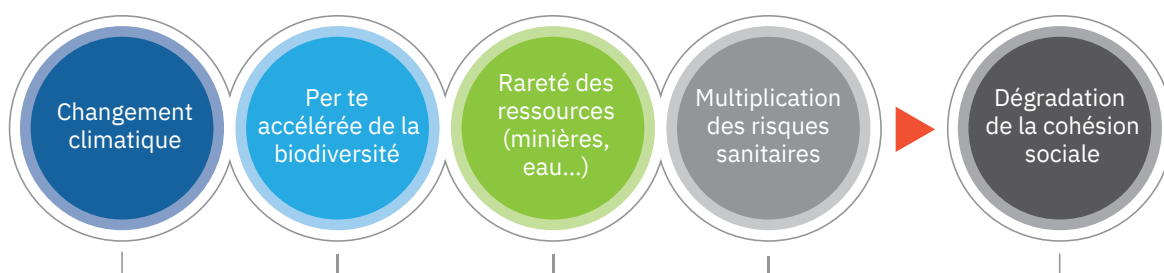 Changement
climatique
Per te
accélérée de la
biodiversité
Rareté des
ressources
(minières,
eau...)
Multiplication
des risques
sanitaires
Dégradation
de la cohésion
sociale